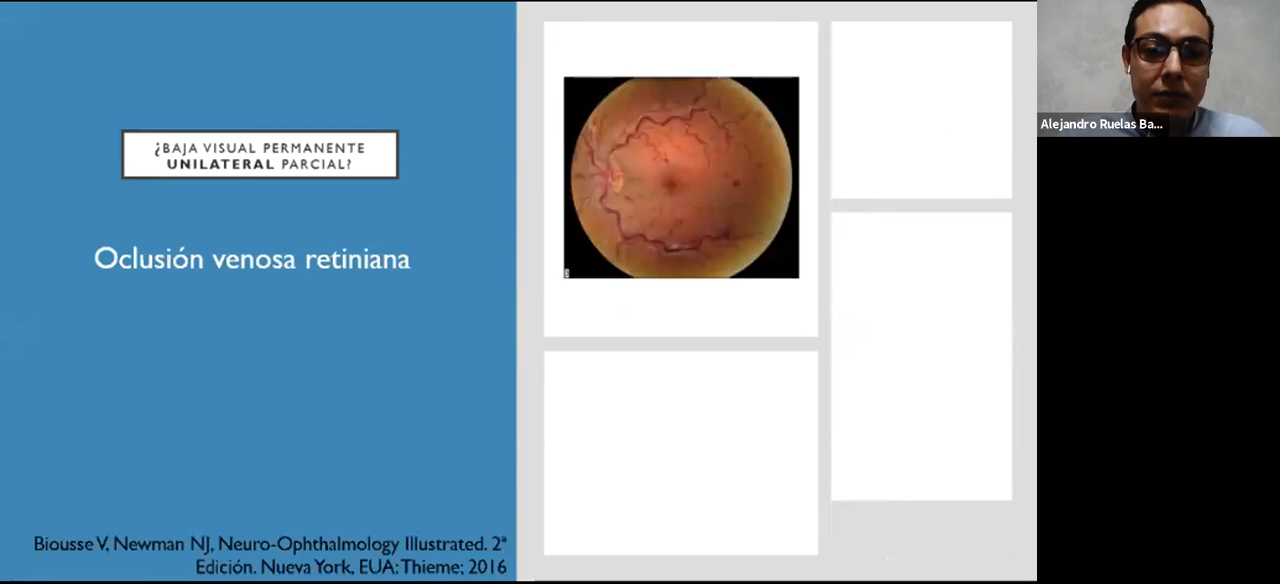 ¿BAJA VISUAL PERMANENTE
UNILATERAL PARCIAL?
Oclusión venosa retiniana
Biousse V, Newman NJ, Neuro-Ophthalmology Illustrated. 2ª
Edición. Nueva York, EUA: Thieme; 2016
Alejandro Ruelas Ba...